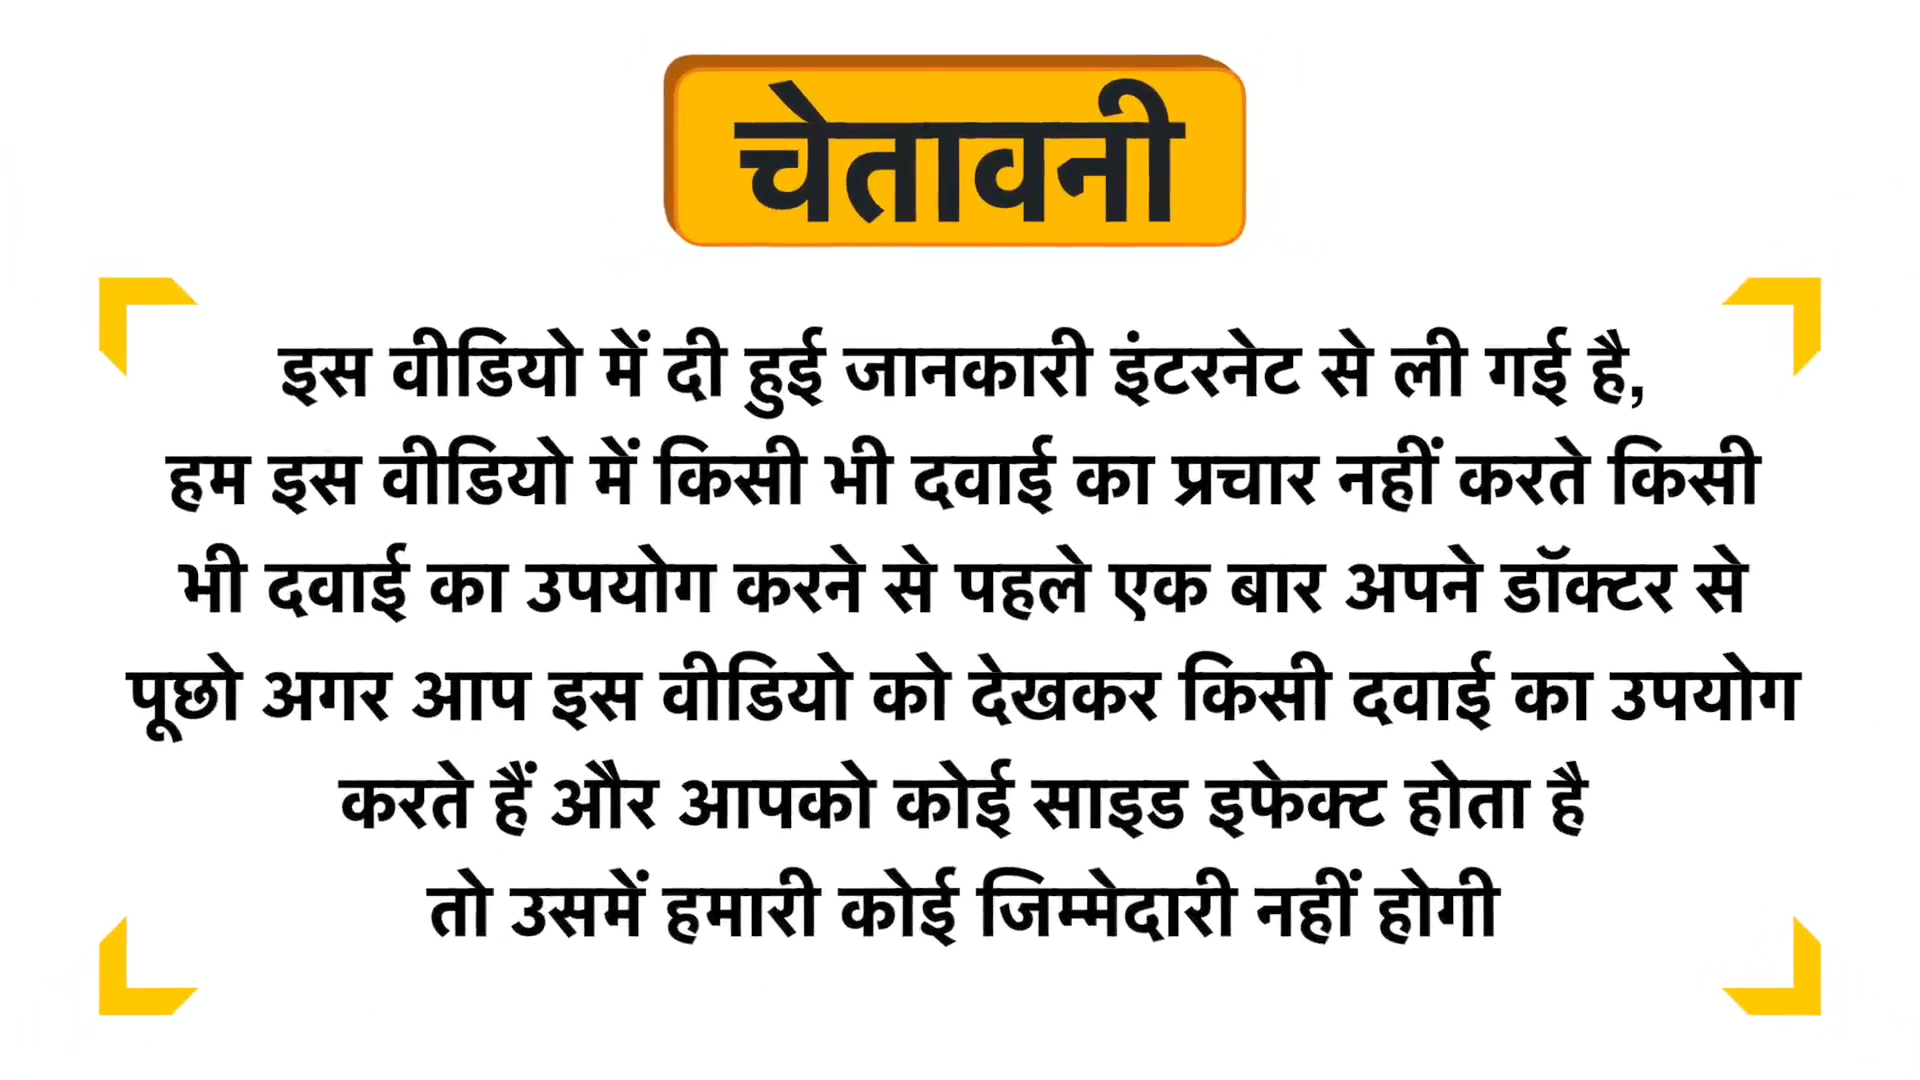 चेतावनी
इस वीडियो में दी हुई जानकारी इंटरनेट से ली गई है,
हम इस वीडियो में किसी भी दवाई का प्रचार नहीं करते किसी
भी दवाई का उपयोग करने से पहले एक बार अपने डॉक्टर से
पूछो अगर आप इस वीडियो को देखकर किसी दवाई का उपयोग
करते हैं और आपको कोई साइड इफेक्ट होता है
तो उसमें हमारी कोई जिम्मेदारी नहीं होगी